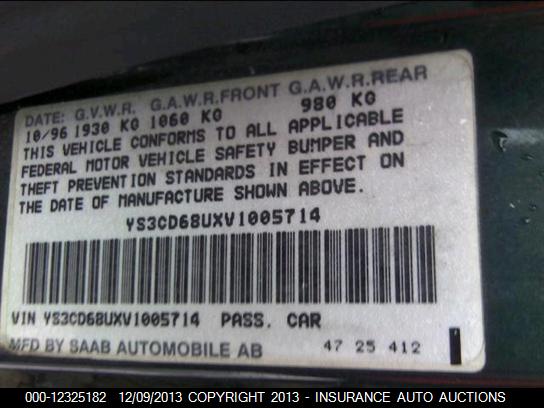 DATE: G.V.W.R. G.A.W.R.FRONT G.A.W.R.REAR
10/96 1930 KG 1060 KG 980 KG
THIS VEHICLE CONFORMS TO ALL APPLICABLE
FEDERAL MOTOR VEHICLE SAFETY BUMPER AND
THEFT PREVENTION STANDARDS IN EFFECT ON
THE DATE OF MANUFACTURE SHOWN ABOVE.
YS3CD68UXV1005714
VIN YS3CD68UXV1005714 PASS. CAR
MFD BY SAAB AUTOMOBILE AB 47 25 412
000-12325182 12/09/2013 COPYRIGHT 2013 - INSURANCE AUTO AUCTIONS